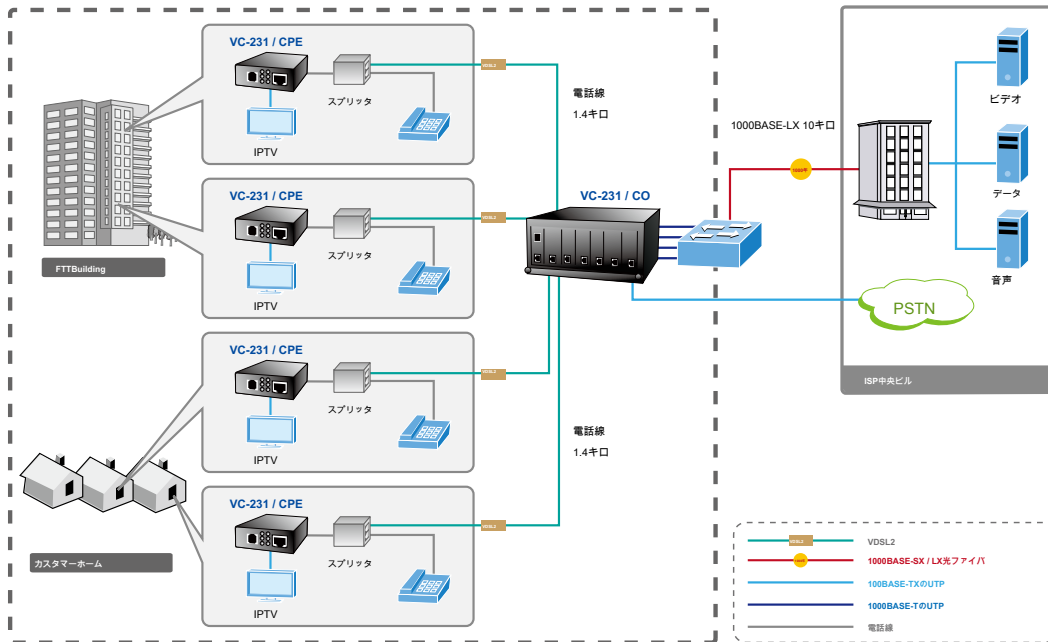 VC-231 / CPE
スプリッタ
IPTV
VDSL2
VC-231 / CPE
スプリッタ
IPTV
VDSL2
FTTBuilding
電話線
1.4キロ
VC-231 / CO
1000BASE-LX 10キロ
ビデオ
データ
音声
PSTN
ISP中央ビル
VC-231 / CPE
スプリッタ
IPTV
VDSL2
VC-231 / CPE
スプリッタ
IPTV
VDSL2
カスタマーホーム
電話線
1.4キロ
VDSL2
VDSL2
1000BASE-SX / LX光ファイバ
100BASE-TXのUTP
1000BASE-TのUTP
電話線